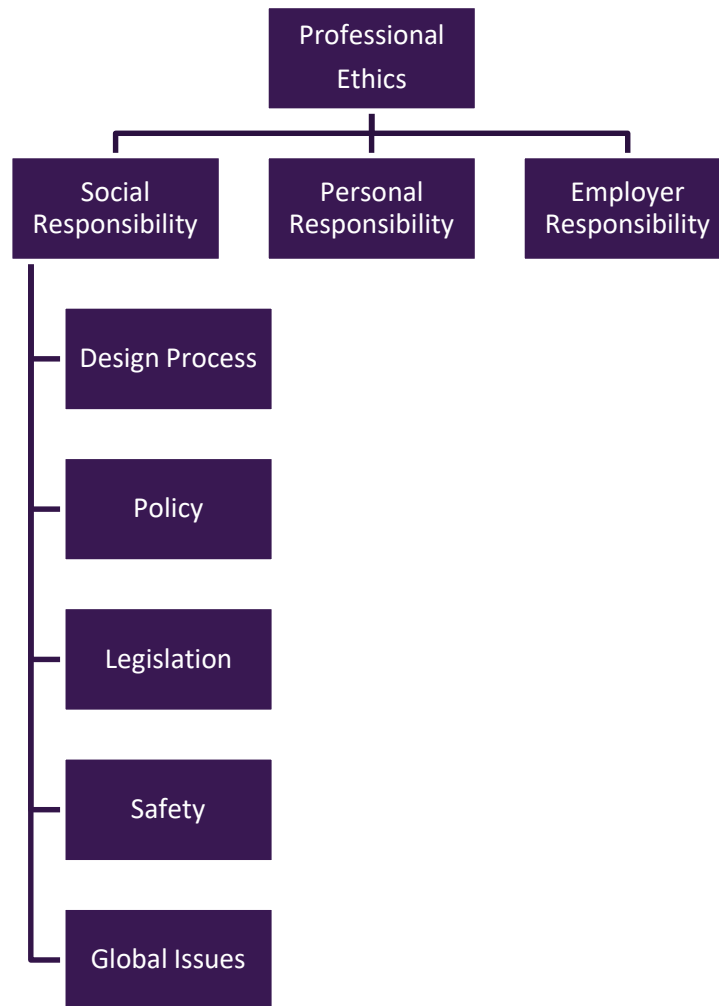 Professional
Ethics
Social
Responsibility
Personal
Responsibility
Employer
Responsibility
Design Process
Policy
Legislation
Safety
Global Issues